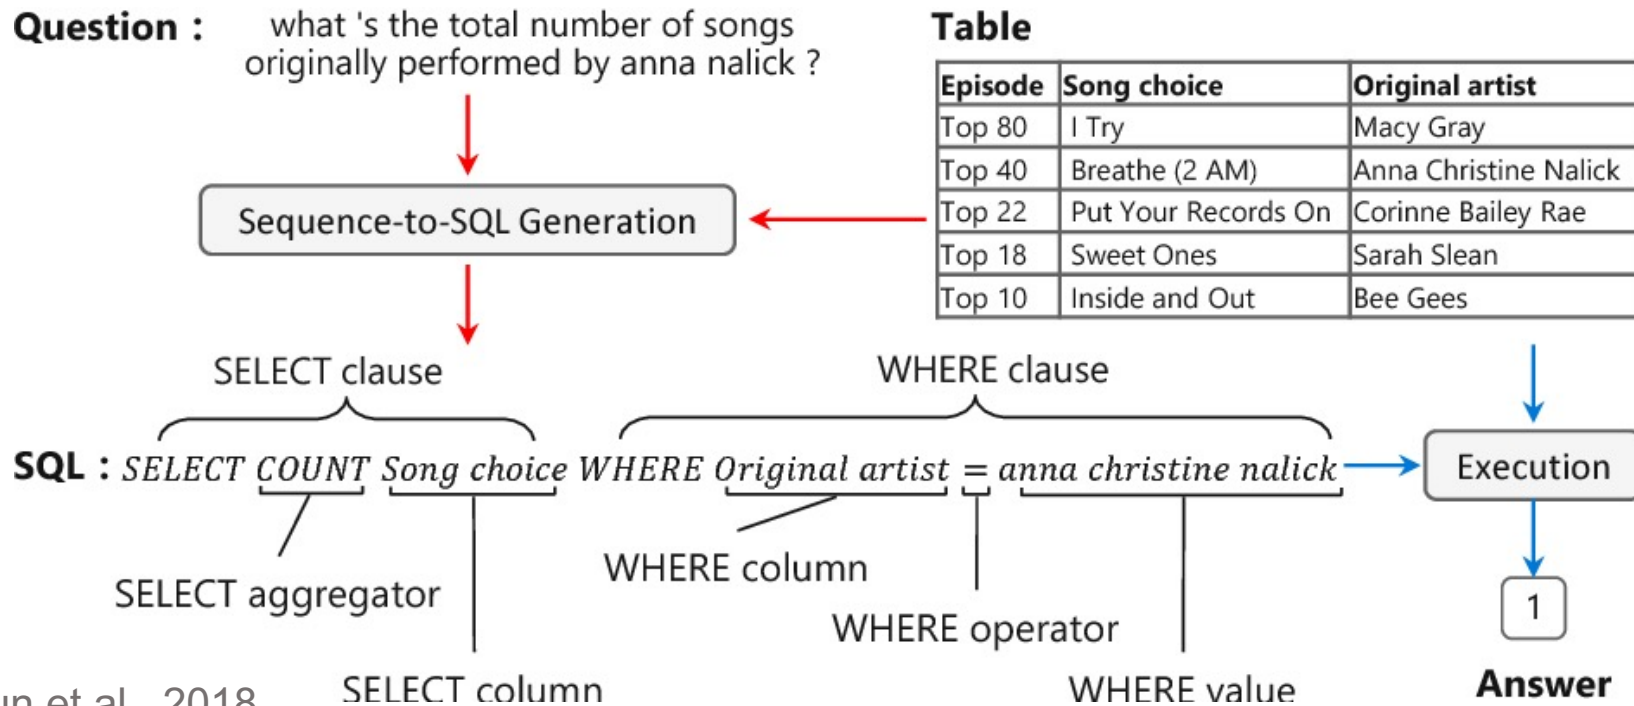 Question : what 's the total number of songs
originally performed by anna nalick ?
Table
Episode Song choice Original artist
Top 80 I Try Macy Gray
Top 40 Breathe (2 AM) Anna Christine Nalick
Top 22 Put Your Records On Corinne Bailey Rae
Top 18 Sweet Ones Sarah Slean
Top 10 Inside and Out Bee Gees
Sequence-to-SQL Generation
SELECT clause
WHERE clause
SQL : SELECT COUNT Song choice WHERE Original artist = anna christine nalick
Execution
SELECT aggregator
SELECT column
WHERE column
WHERE operator
WHERE value
1
Answer
et al., 2018